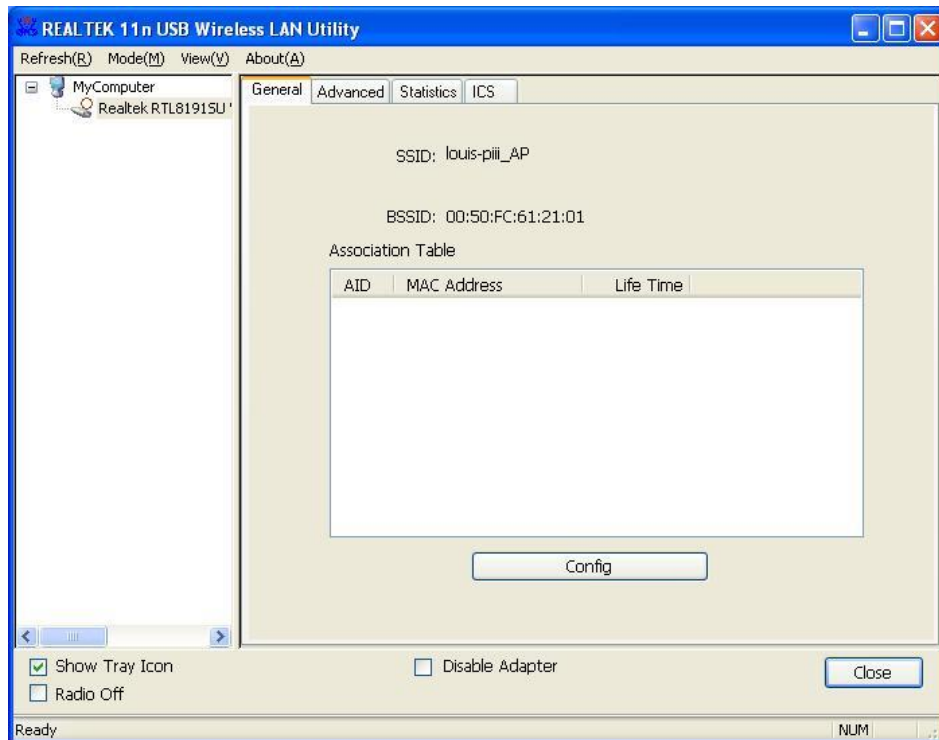 REALTEK 11n USB Wireless LAN Utility
Refresh(R) Mode(M) View(V) About(A)
MyComputer
Realtek RTL8191SU '
General Advanced Statistics ICS
SSID: louis-piii_AP
BSSID: 00:50:FC:61:21:01
Association Table
AID MAC Address Life Time
Config
Show Tray Icon
Disable Adapter
Close
Radio Off
Ready
NUM